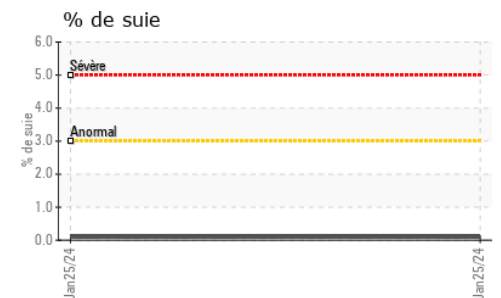 % de suie
6.0
Sévère
5.0
4.0
Anormal
3.0
% de suie
2.0
1.0
0.0
Jan25/24
Jan25/24